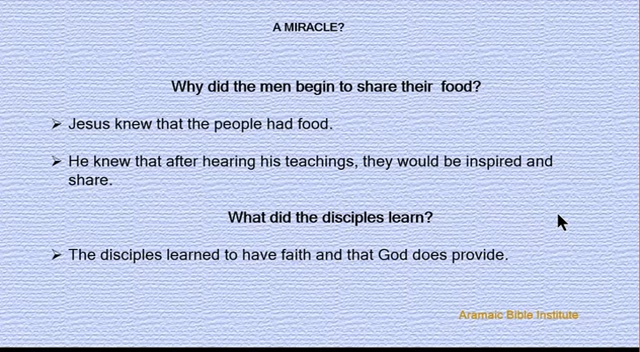 A MIRACLE?
Why did the men begin to share their food?
➢ Jesus knew that the people had food.
➢ He knew that after hearing his teachings, they would be inspired and
share.
What did the disciples learn?
➢ The disciples learned to have faith and that God does provide.
Aramaic Bible Institute